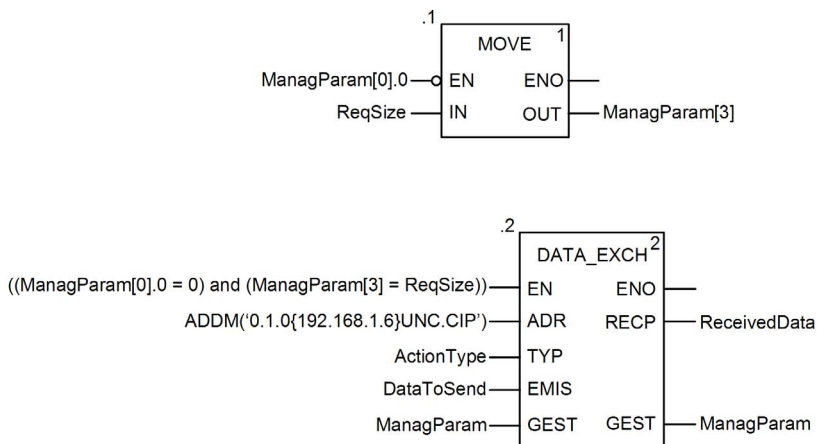 .1
MOVE 1
ManagParam[0].0 EN ENO
ReqSize IN OUT ManagParam[3]
.2
DATA_EXCH 2
((ManagParam[0].0 = 0) and (ManagParam[3] = ReqSize)) EN ENO
ADDM(‘0.1.0{192.168.1.6}UNC.CIP’) ADR RECP ReceivedData
ActionType TYP
DataToSend EMIS
ManagParam GEST GEST ManagParam